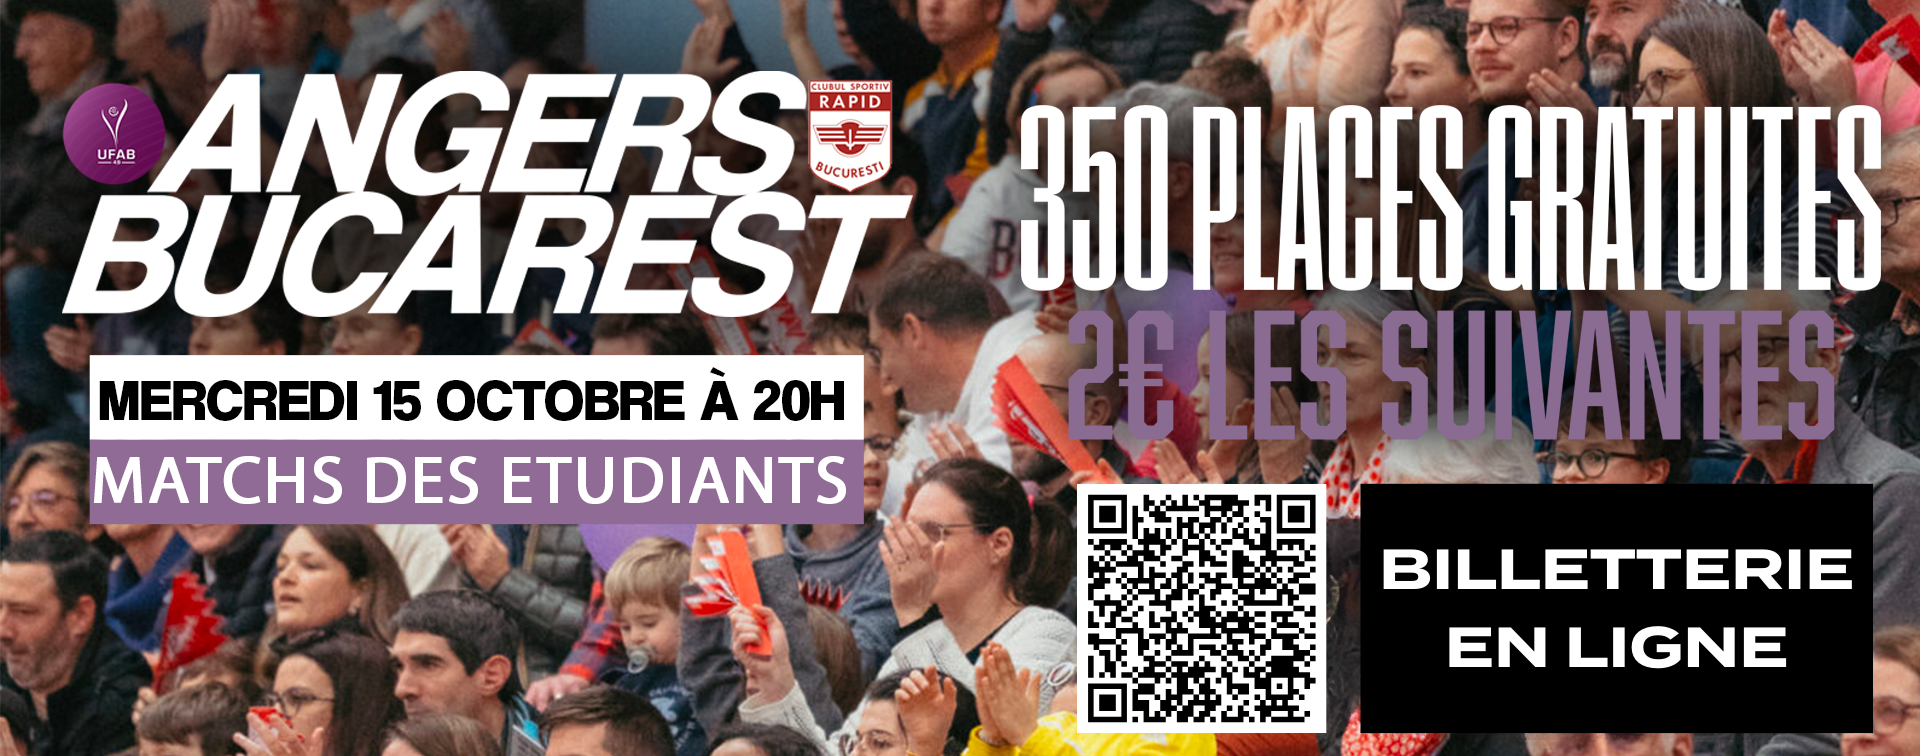 UFAB
49
ANGERS
CLUBUL SPORTIV
RAPID
BUCURESTI
BUCAREST
MERCREDI 15 OCTOBRE À 20H
MATCHS DES ETUDIANTS
350 PLACES GRATUITES
2€ LES SUIVANTES
BILLETTERIE
EN LIGNE